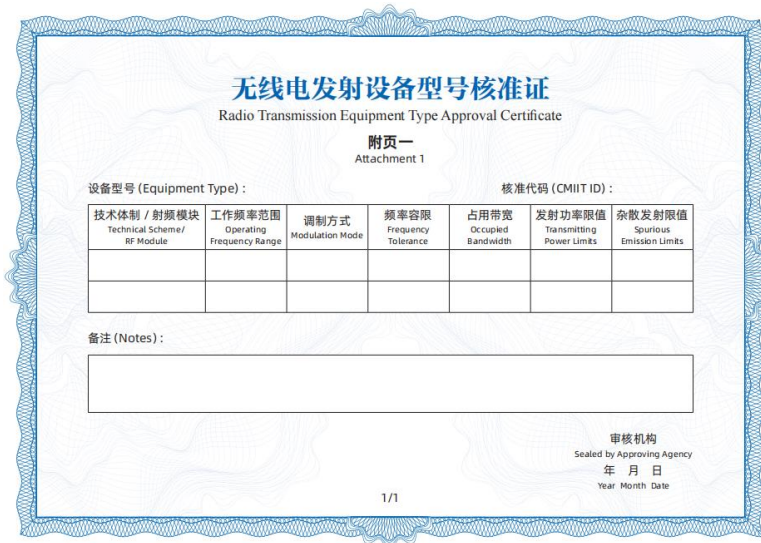 无线电发射设备型号核准证
Radio Transmission Equipment Type Approval Certificate
附页一
Attachment 1
设备型号 (Equipment Type) : 核准代码 (CMIIT ID) :
技术体制 / 射频模块 工作频率范围 调制方式 频率容限 占用带宽 发射功率限值 杂散发射限值
Technical Scheme/ Operating Modulation Mode Frequency Occupied Transmitting Spurious
RF Module Frequency Range Tolerance Bandwidth Power Limits Emission Limits
备注 (Notes) :
审核机构
Sealed by Approving Agency
年 月 日
Year Month Date
1/1